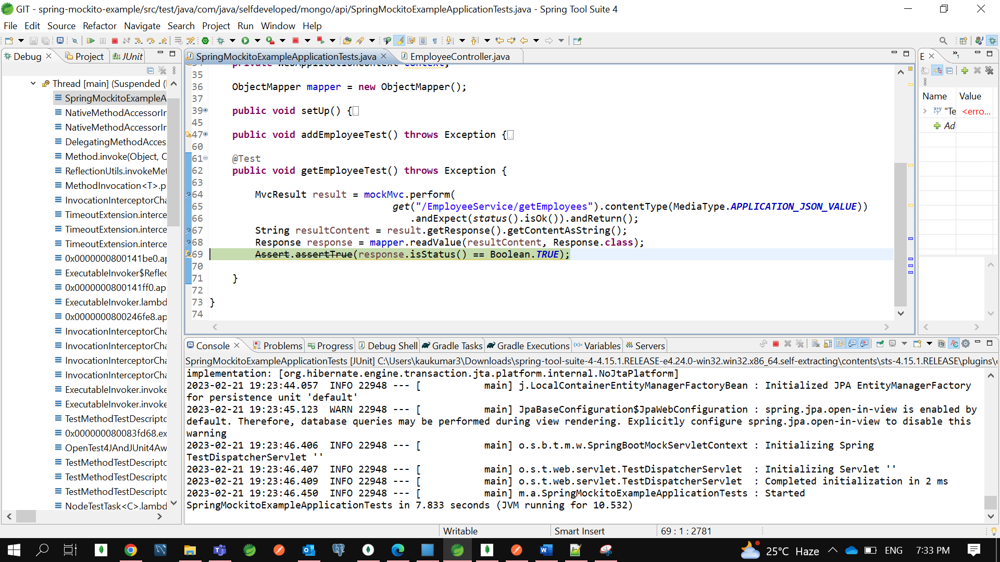 GIT - spring-mockito-example/src/test/java/com/java/selfdeveloped/mongo/api/SpringMockitoExampleApplicationTests.java - Spring Tool Suite 4
File Edit Source Refactor Navigate Search Project Run Window Help
Debug Project JUnit
SpringMockitoExampleApplicationTests.java EmployeeController.java
E
Thread [main] (Suspended (
SpringMockitoExampleA
NativeMethodAccessorIr
NativeMethodAccessorIr
DelegatingMethodAcces
Method.invoke(Object, C
ReflectionUtils.invokeMet
MethodInvocation<T>.p
InvocationInterceptorCha
TimeoutExtension.interce
TimeoutExtension.interce
TimeoutExtension.interce
0x0000000800141be0.ap
ExecutableInvoker$Reflec
0x0000000800141ff0.ap
ExecutableInvoker.lambd
0x0000000800246fe8.ap
InvocationInterceptorCha
InvocationInterceptorCha
InvocationInterceptorCha
InvocationInterceptorCha
ExecutableInvoker.invoke
ExecutableInvoker.invoke
TestMethodTestDescripto
0x000000080083fd68.ex
OpenTest4JAndJUnit4Aw
TestMethodTestDescripto
TestMethodTestDescripto
TestMethodTestDescripto
NodeTestTask<C>.lambd
private WebApplicationContext context;
35
36 ObjectMapper mapper = new ObjectMapper();
37
39 public void setUp() {
45
47 public void addEmployeeTest() throws Exception {
60
61 @Test
62 public void getEmployeeTest() throws Exception {
63
64 MvcResult result = mockMvc.perform(
65 get("/EmployeeService/getEmployees").contentType(MediaType.APPLICATION_JSON_VALUE))
66 .andExpect(status().isOk()).andReturn();
67 String resultContent = result.getResponse().getContentAsString();
68 Response response = mapper.readValue(resultContent, Response.class);
69 Assert.assertTrue(response.isStatus() == Boolean.TRUE);
70
71 }
72
73 }
74
Name Value
"Te <erro...
Ad
Console Problems Progress Debug Shell Gradle Tasks Gradle Executions Variables Servers
SpringMockitoExampleApplicationTests [JUnit] C:\Users\kaukumar3\Downloads\spring-tool-suite-4-4.15.1.RELEASE-e4.24.0-win32.win32.x86_64.self-extracting\contents\sts-4.15.1.RELEASE\plugins\
implementation: [org.hibernate.engine.transaction.jta.platform.internal.NoJtaPlatform]
2023-02-21 19:23:44.057 INFO 22948 --- [ main] j.LocalContainerEntityManagerFactoryBean : Initialized JPA EntityManagerFactory
for persistence unit 'default'
2023-02-21 19:23:45.123 WARN 22948 --- [ main] JpaBaseConfiguration$JpaWebConfiguration : spring.jpa.open-in-view is enabled by
default. Therefore, database queries may be performed during view rendering. Explicitly configure spring.jpa.open-in-view to disable this
warning
2023-02-21 19:23:46.406 INFO 22948 --- [ main] o.s.b.t.m.w.SpringBootMockServletContext : Initializing Spring
TestDispatcherServlet ''
2023-02-21 19:23:46.407 INFO 22948 --- [ main] o.s.t.web.servlet.TestDispatcherServlet : Initializing Servlet ''
2023-02-21 19:23:46.409 INFO 22948 --- [ main] o.s.t.web.servlet.TestDispatcherServlet : Completed initialization in 2 ms
2023-02-21 19:23:46.450 INFO 22948 --- [ main] m.a.SpringMockitoExampleApplicationTests : Started
SpringMockitoExampleApplicationTests in 7.833 seconds (JVM running for 10.532)
Writable Smart Insert 69 : 1 : 2781
25°C Haze ENG 7:33 PM